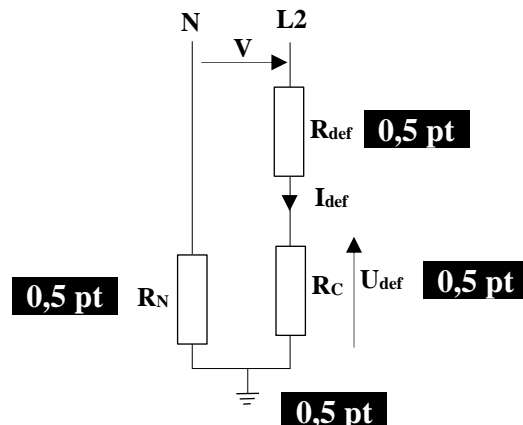 N L2
V
Rdef 0,5 pt
Idef
0,5 pt RN RC Udef 0,5 pt
0,5 pt